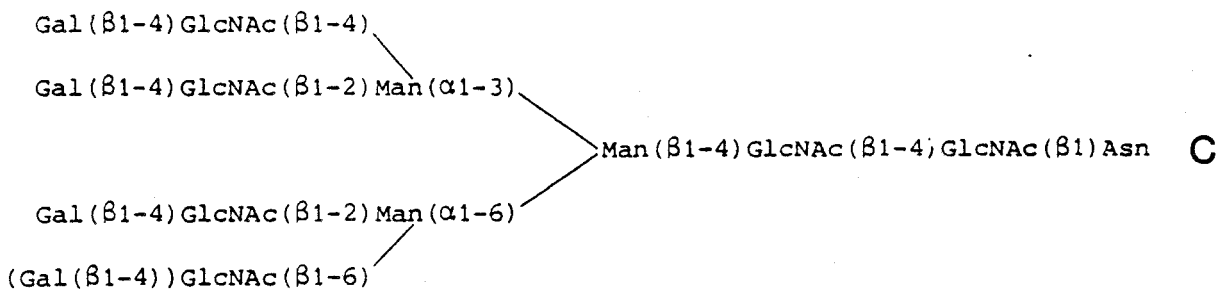 Gal(β1-4)GlcNAc(β1-4)
Gal(β1-4)GlcNAc(β1-2)Man(α1-3)
Man(β1-4)GlcNAc(β1-4)GlcNAc(β1)Asn C
Gal(β1-4)GlcNAc(β1-2)Man(α1-6)
(Gal(β1-4))GlcNAc(β1-6)